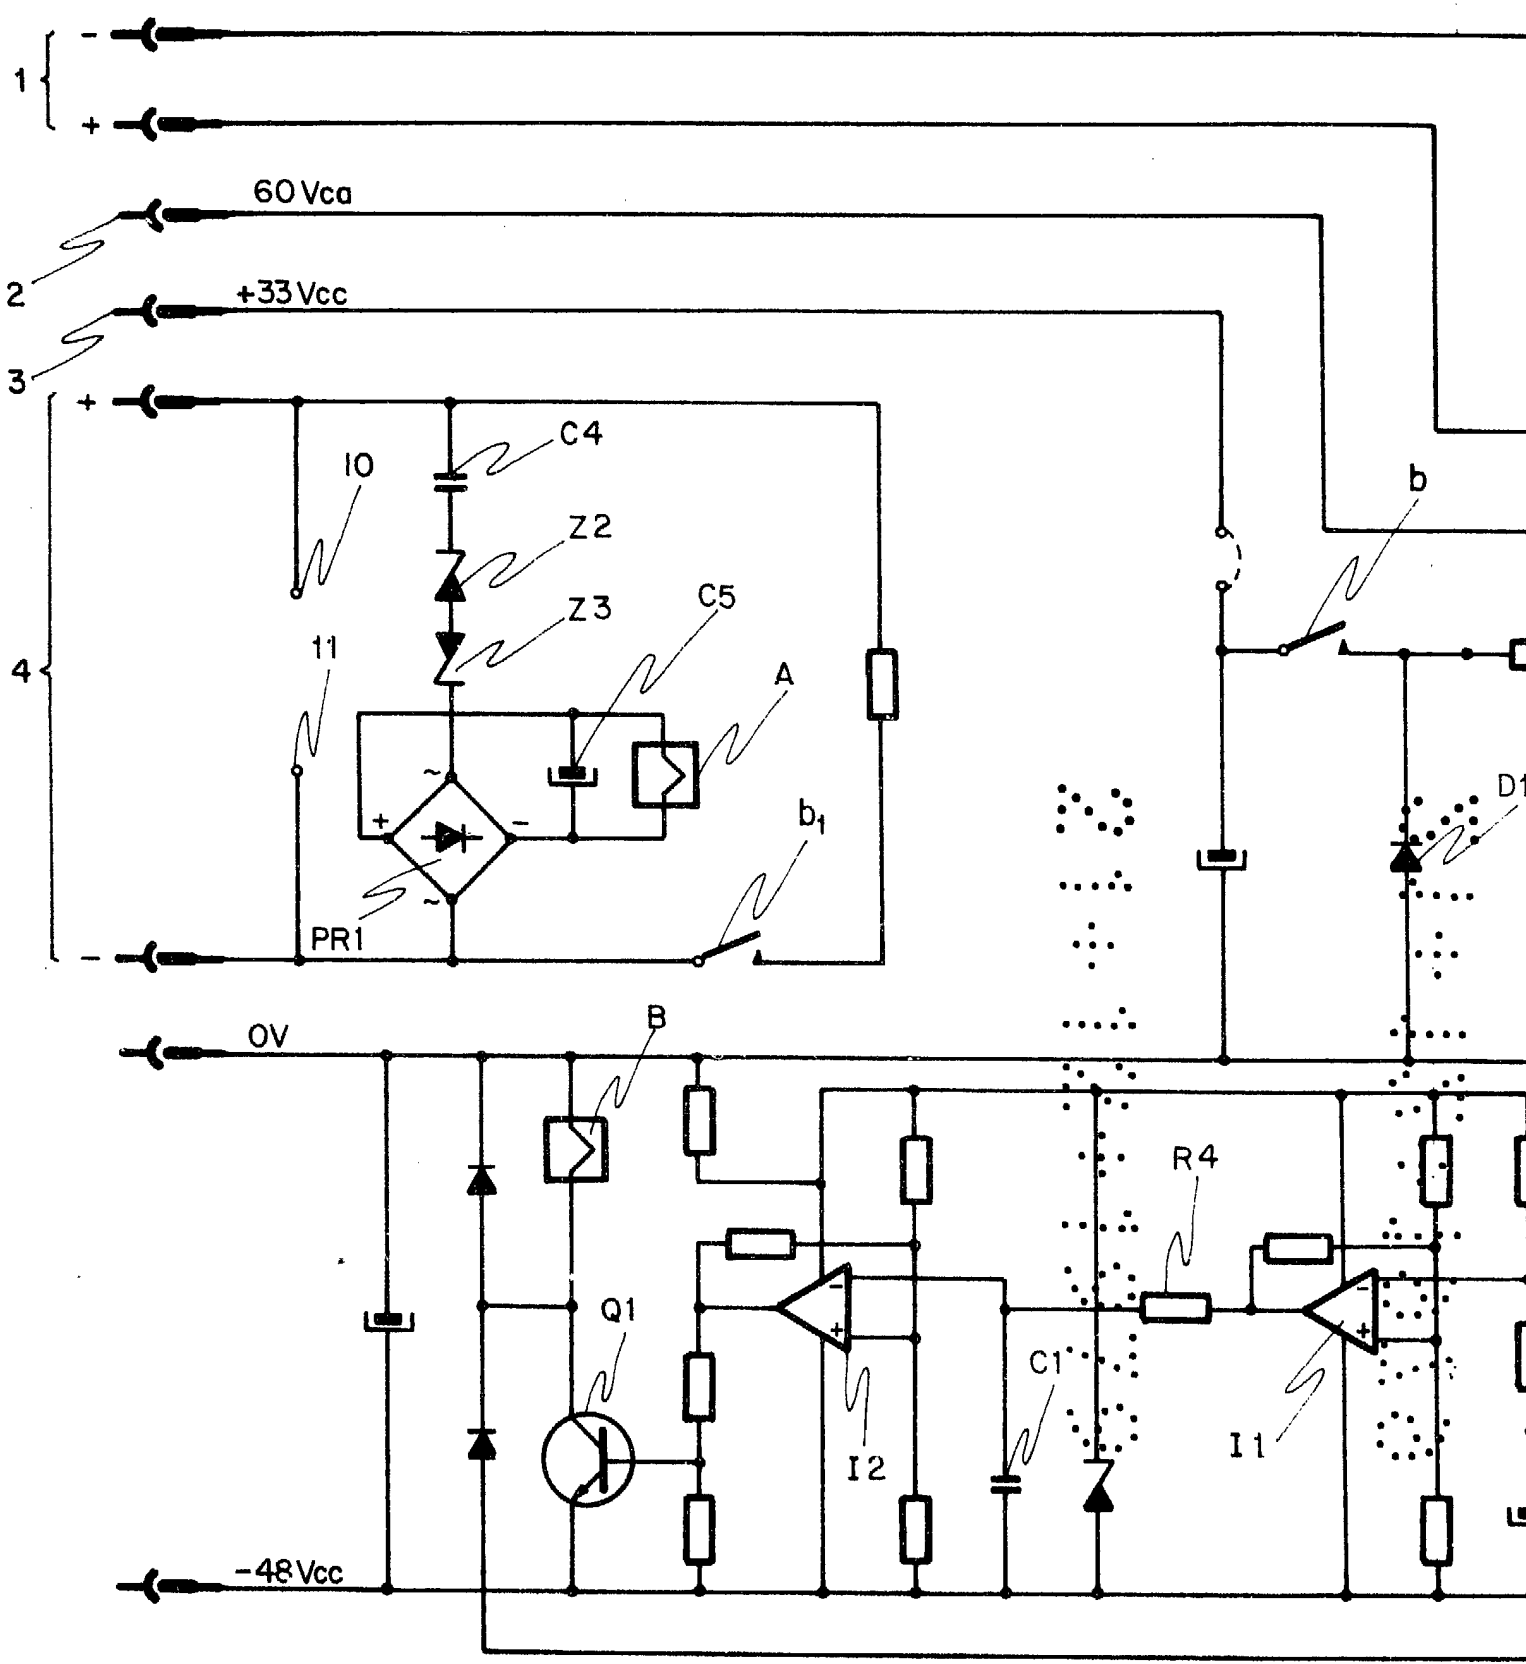 -
1
+
60 Vca
2
+33 Vcc
3
+
C4
10
b
Z2
C5
Z3
11
4
A
D1
b1
+
-
~
~
PR1
-
0V
B
R4
-
+
-
+
Q1
C1
I2
I1
-48 Vcc